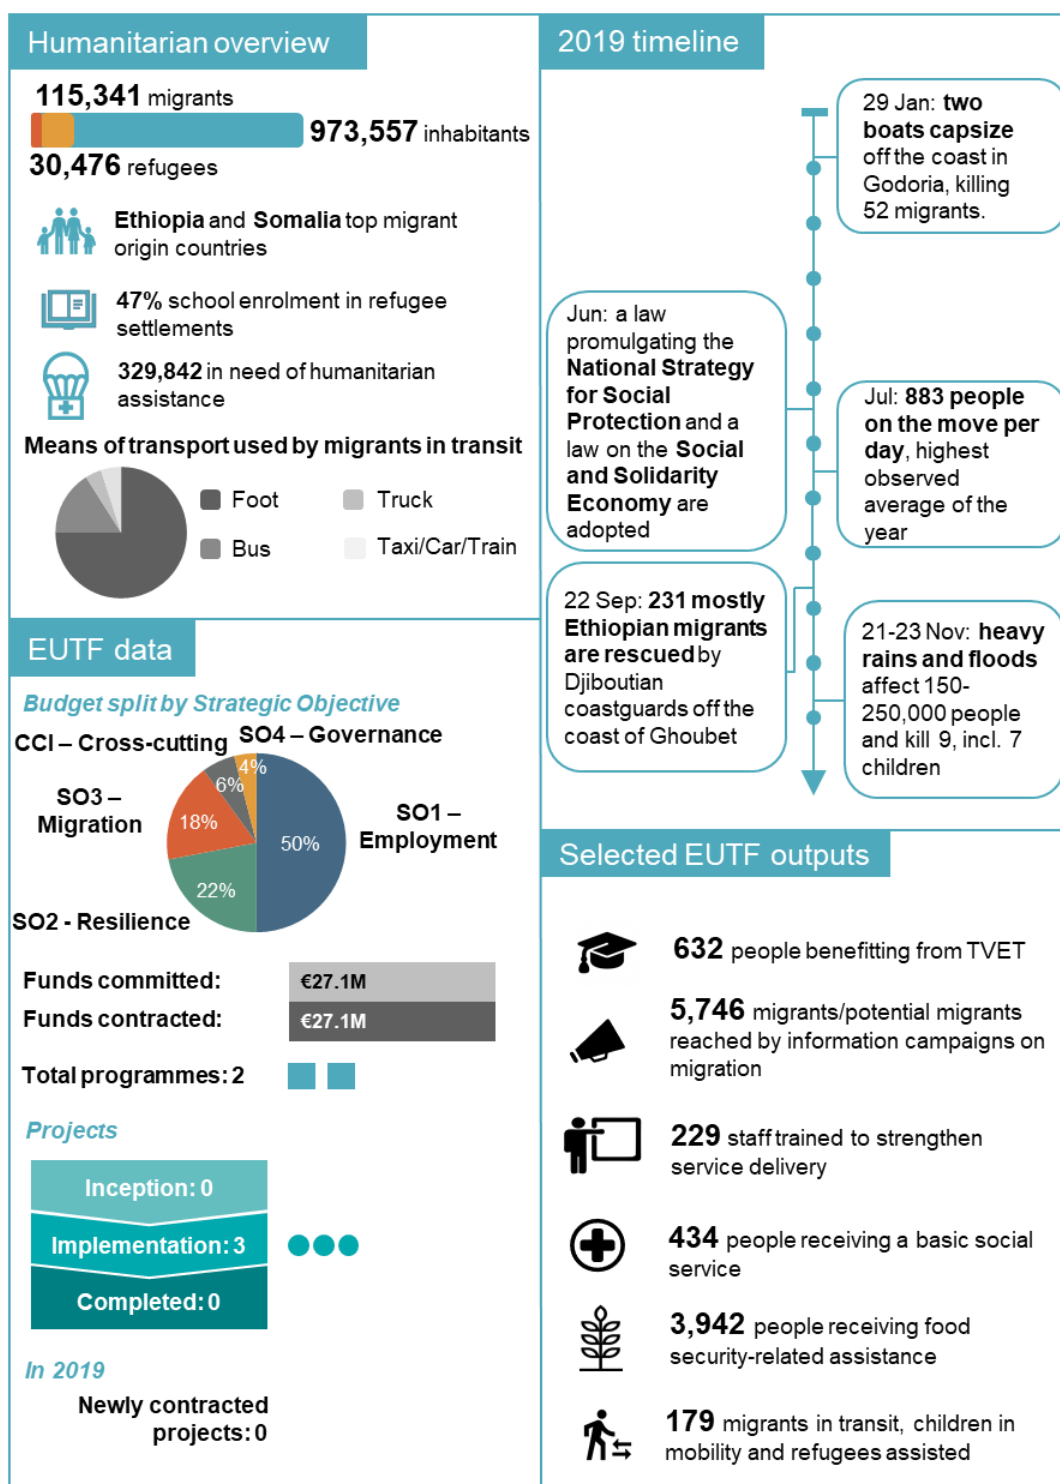 Humanitarian overview
115,341 migrants
973,557 inhabitants
30,476 refugees
Ethiopia and Somalia top migrant
origin countries
47% school enrolment in refugee
settlements
329,842 in need of humanitarian
assistance
Means of transport used by migrants in transit
Foot
Truck
Bus
Taxi/Car/Train
2019 timeline
29 Jan: two
boats capsize
off the coast in
Godoria, killing
52 migrants.
Jun: a law
promulgating the
National Strategy
for Social
Protection and a
law on the Social
and Solidarity
Economy are
adopted
Jul: 883 people
on the move per
day, highest
observed
average of the
year
22 Sep: 231 mostly
Ethiopian migrants
are rescued by
Djiboutian
coastguards off the
coast of Ghoubet
21-23 Nov: heavy
rains and floods
affect 150-
250,000 people
and kill 9, incl. 7
children
EUTF data
Budget split by Strategic Objective
CCI – Cross-cutting
SO4 – Governance
4%
6%
SO3 –
Migration
18%
SO1 –
Employment
50%
22%
SO2 - Resilience
Funds committed:
€27.1M
Funds contracted:
€27.1M
Total programmes: 2
Projects
Inception: 0
Implementation: 3
Completed: 0
In 2019
Newly contracted
projects: 0
Selected EUTF outputs
632 people benefitting from TVET
5,746 migrants/potential migrants
reached by information campaigns on
migration
229 staff trained to strengthen
service delivery
434 people receiving a basic social
service
3,942 people receiving food
security-related assistance
179 migrants in transit, children in
mobility and refugees assisted